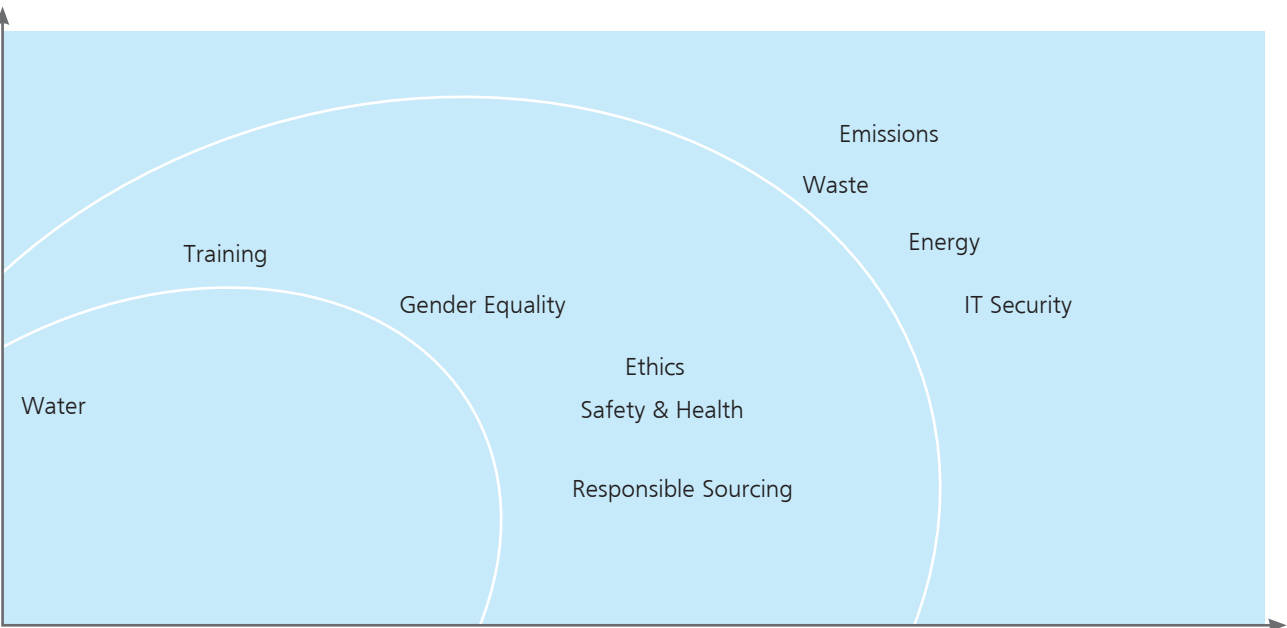 Emissions
Waste
Energy
Training
Gender Equality
IT Security
Ethics
Water
Safety & Health
Responsible Sourcing